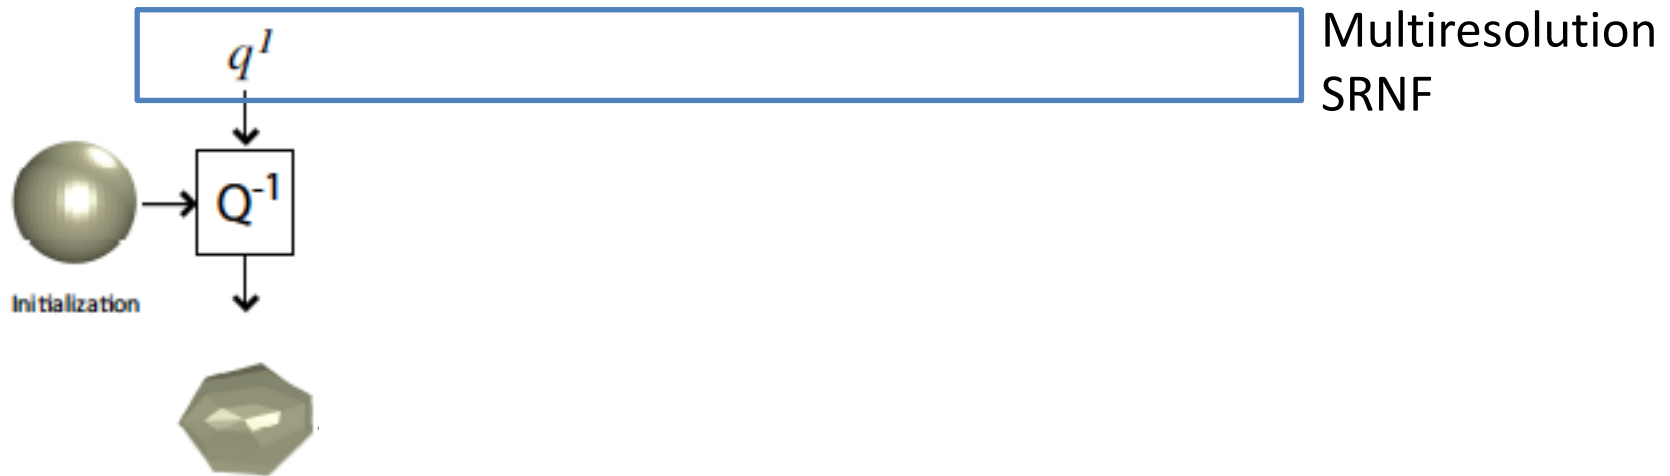 Multiresolution
SRNF
q¹
Q⁻¹
Initialization